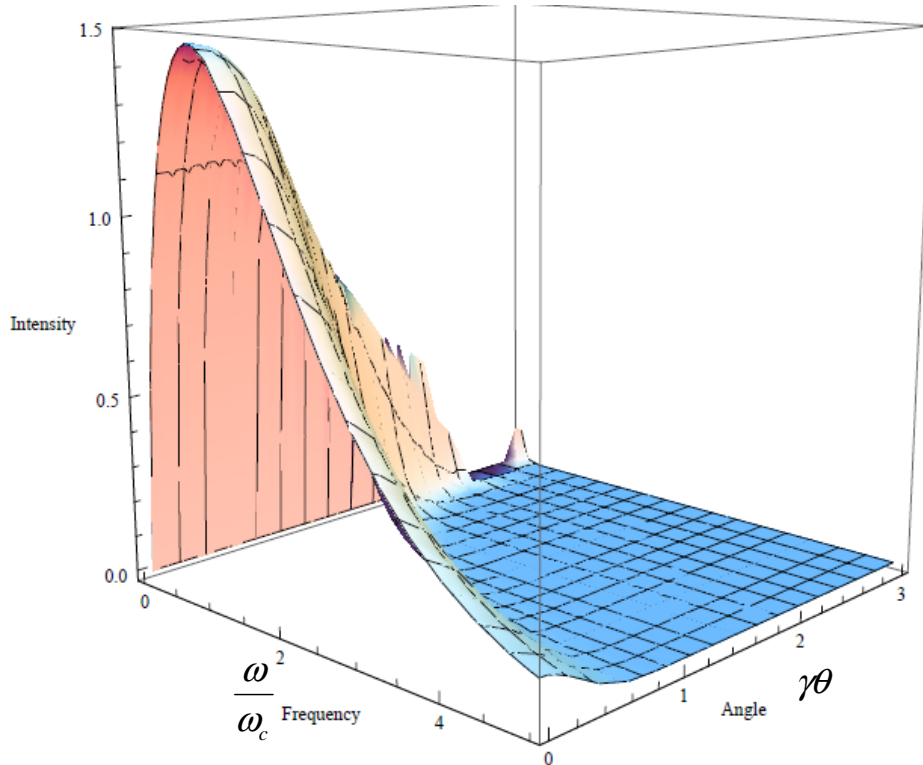 1.5
1.0
Intensity
0.5
0.0
0
2
4
ω/ω_c
Frequency
0
1
2
3
Angle
γθ